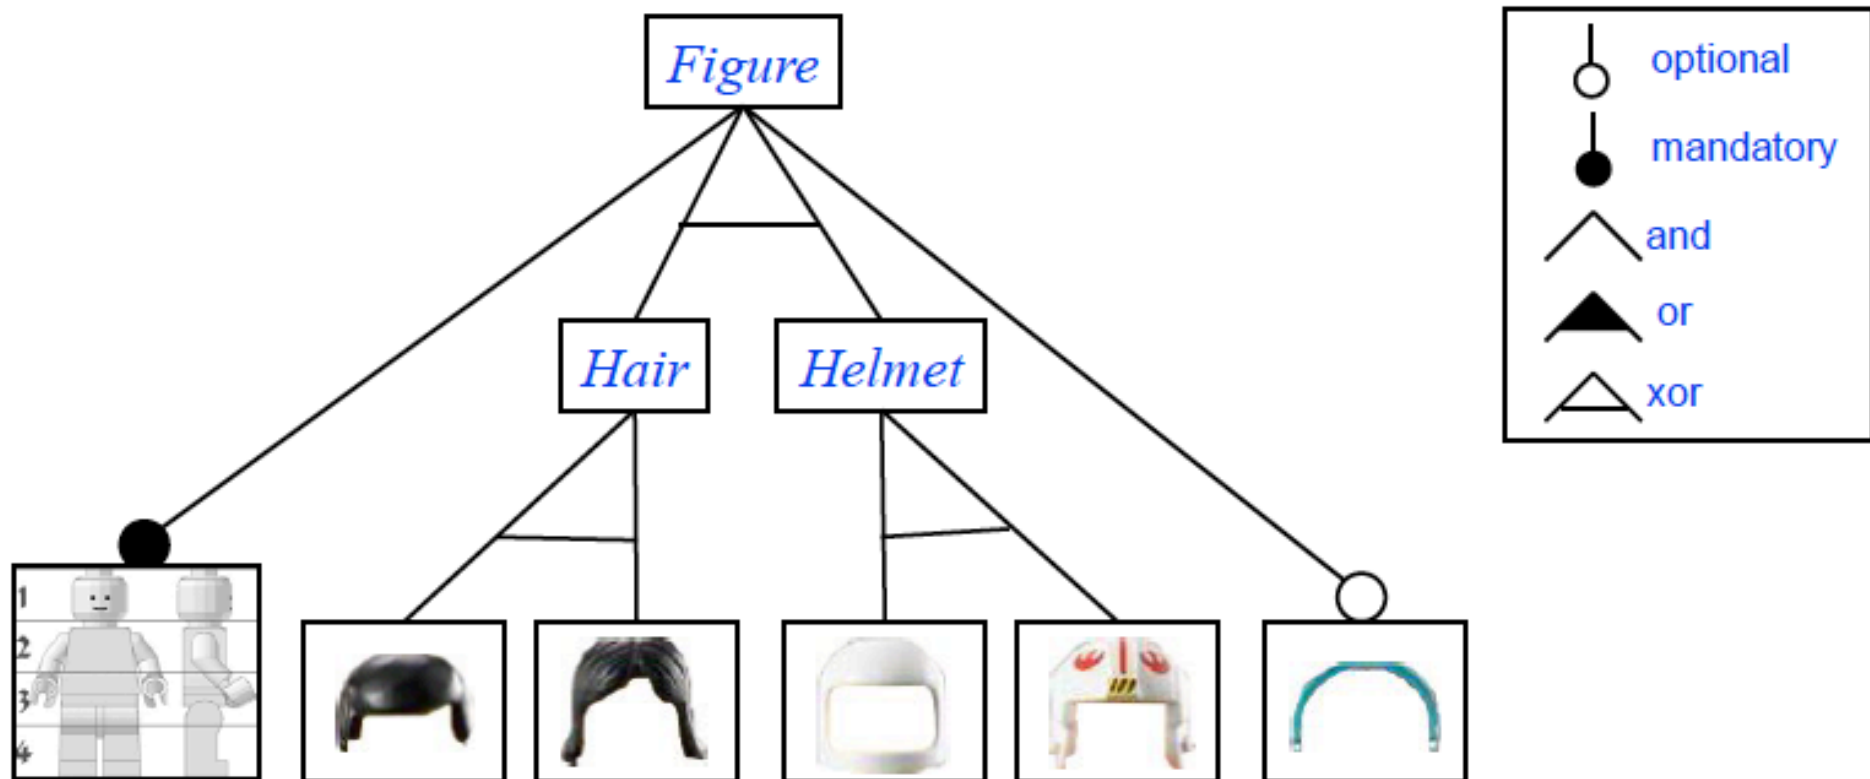 Figure
optional
mandatory
and
or
xor
Hair
Helmet
1
2
3
4